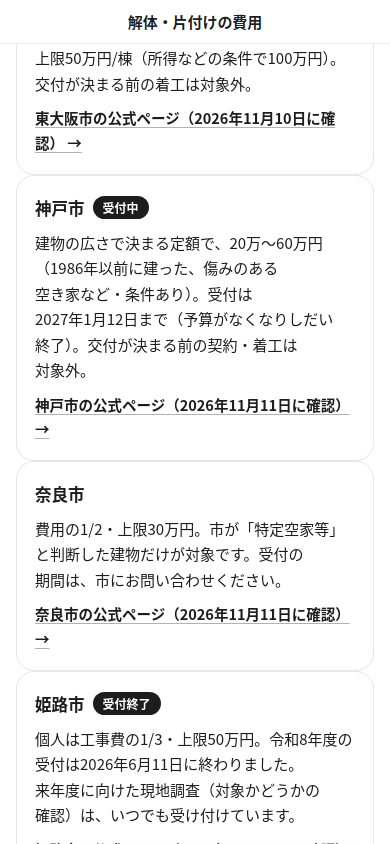 解体・片付けの費用
上限50万円/棟（所得などの条件で100万円）。
交付が決まる前の着工は対象外。
東大阪市の公式ページ（2026年11月10日に確
認） →
神戸市 受付中
建物の広さで決まる定額で、20万〜60万円
（1986年以前に建った、傷みのある
空き家など・条件あり）。受付は
2027年1月12日まで（予算がなくなりしだい
終了）。交付が決まる前の契約・着工は
対象外。
神戸市の公式ページ（2026年11月11日に確認）
→
奈良市
費用の1/2・上限30万円。市が「特定空家等」
と判断した建物だけが対象です。受付の
期間は、市にお問い合わせください。
奈良市の公式ページ（2026年11月11日に確認）
→
姫路市 受付終了
個人は工事費の1/3・上限50万円。令和8年度の
受付は2026年6月11日に終わりました。
来年度に向けた現地調査（対象かどうかの
確認）は、いつでも受け付けています。